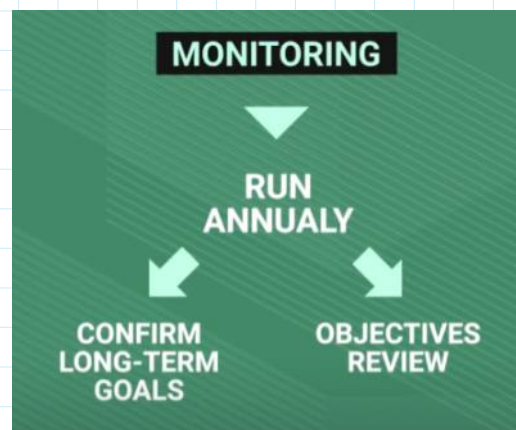 MONITORING
RUN
ANNUALY
CONFIRM
LONG-TERM
GOALS
OBJECTIVES
REVIEW